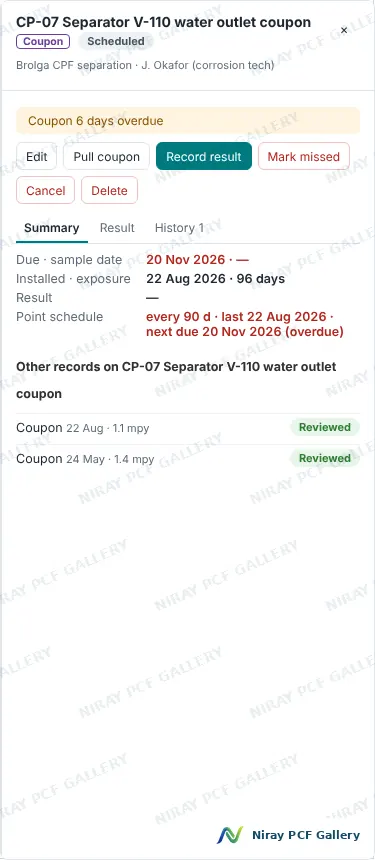 CP-07 Separator V-110 water outlet coupon
×
Coupon Scheduled
Brolga CPF separation · J. Okafor (corrosion tech)
Coupon 6 days overdue
Edit Pull coupon Record result Mark missed
Cancel Delete
Summary Result History 1
Due · sample date 20 Nov 2026 · —
Installed · exposure 22 Aug 2026 · 96 days
Result —
Point schedule every 90 d · last 22 Aug 2026 ·
next due 20 Nov 2026 (overdue)
Other records on CP-07 Separator V-110 water outlet
coupon
Coupon 22 Aug · 1.1 mpy Reviewed
Coupon 24 May · 1.4 mpy Reviewed
NIRAY PCF GALLERY
Niray PCF Gallery